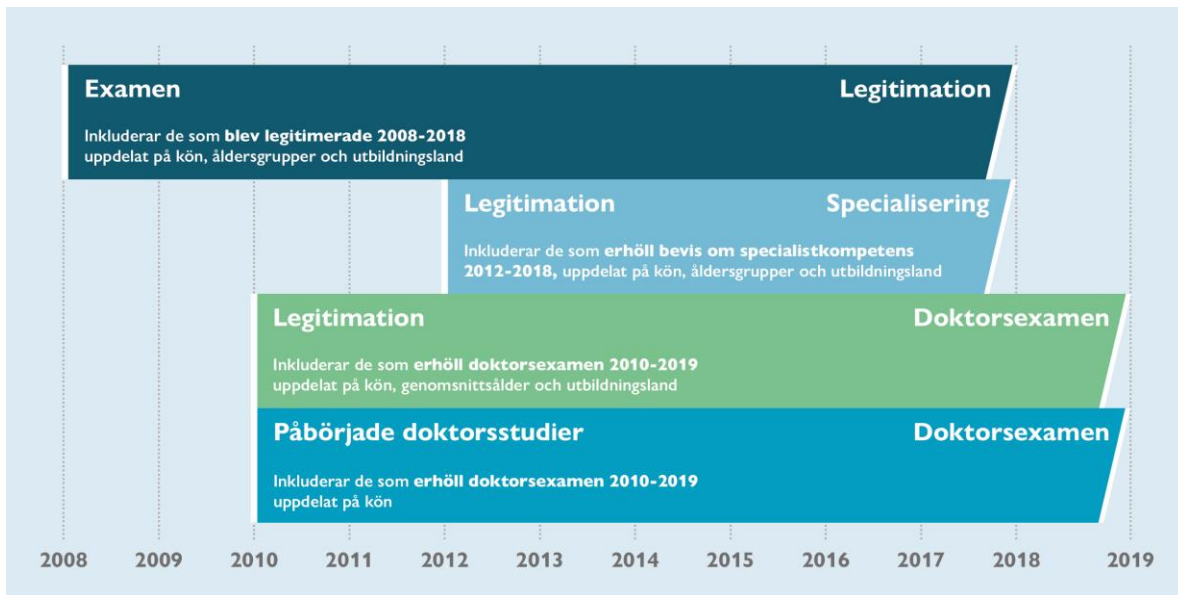 Examen
Legitimation
Inkluderar de som blev legitimerade 2008-2018
uppdelat på kön, åldersgrupper och utbildningsland
Legitimation
Specialisering
Inkluderar de som erhöll bevis om specialistkompetens
2012-2018, uppdelat på kön, åldersgrupper och utbildningsland
Legitimation
Doktorsexamen
Inkluderar de som erhöll doktorsexamen 2010-2019
uppdelat på kön, genomsnittsålder och utbildningsland
Påbörjade doktorsstudier
Doktorsexamen
Inkluderar de som erhöll doktorsexamen 2010-2019
uppdelat på kön
2008 2009 2010 2011 2012 2013 2014 2015 2016 2017 2018 2019